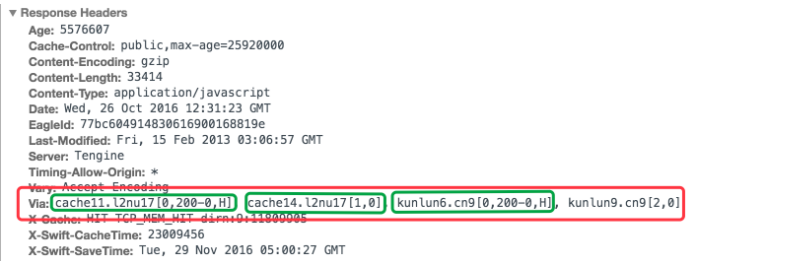 ▼ Response Headers
Age: 5576607
Cache-Control: public,max-age=25920000
Content-Encoding: gzip
Content-Length: 33414
Content-Type: application/javascript
Date: Wed, 26 Oct 2016 12:31:23 GMT
EagleId: 77bc604914830616900168819e
Last-Modified: Fri, 15 Feb 2013 03:06:57 GMT
Server: Tengine
Timing-Allow-Origin: *
Vary: Accept-Encoding
Via: cache11.l2nu17[0,200-0,H] cache14.l2nu17[1,0] kunlun6.cn9[0,200-0,H], kunlun9.cn9[2,0]
X-Cache: HIT TCP_MEM_HIT dirn:9:11809905
X-Swift-CacheTime: 23009456
X-Swift-SaveTime: Tue, 29 Nov 2016 05:00:27 GMT